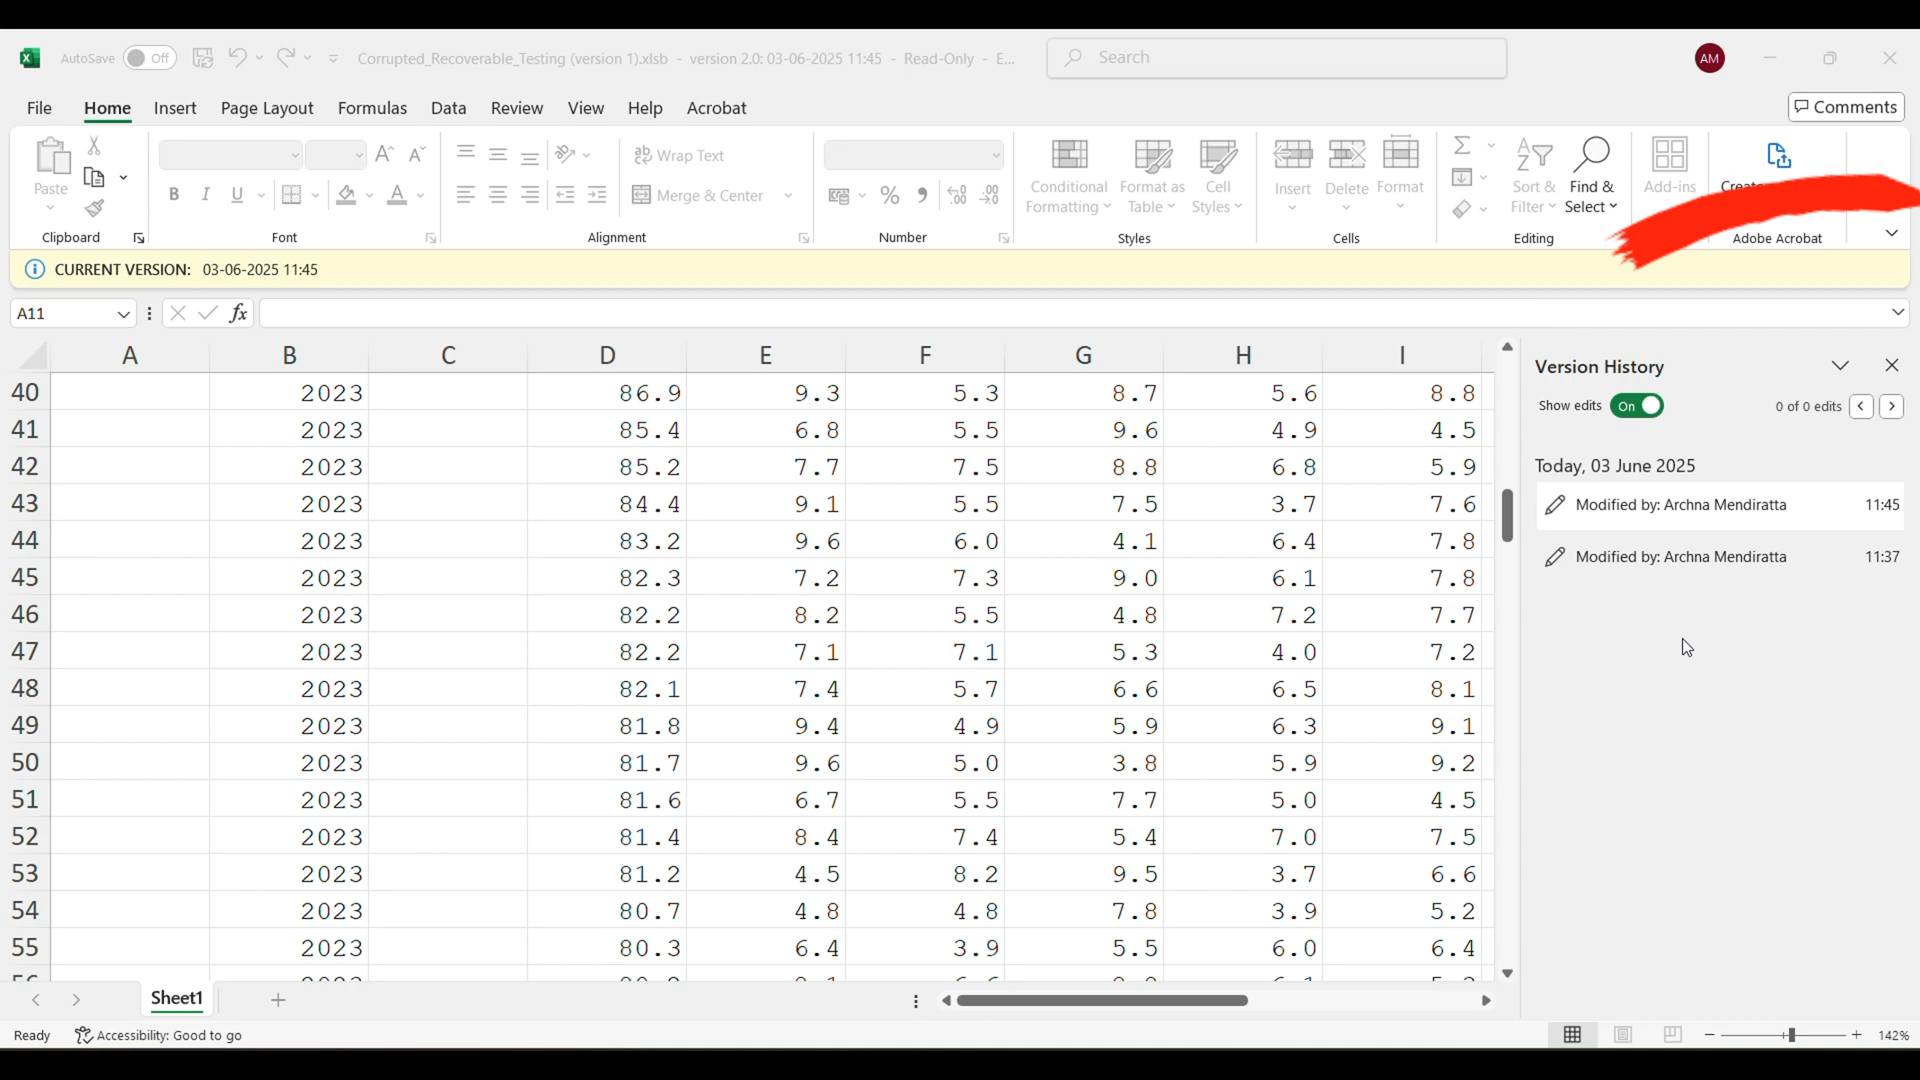 AutoSave Off Corrupted_Recoverable_Testing (version 1).xlsb - version 2.0: 03-06-2025 11:45 - Read-Only - E... Search AM
File Home Insert Page Layout Formulas Data Review View Help Acrobat Comments
Paste
Clipboard
B I U A
Font
ab Wrap Text
Merge & Center
Alignment
%
Number
Conditional Formatting
Format as Table
Cell Styles
Styles
Insert Delete Format
Cells
Sort & Filter
Find & Select
Editing
Add-ins
Adobe Acrobat
CURRENT VERSION: 03-06-2025 11:45
A11 fx
A B C D E F G H I
40 2023 86.9 9.3 5.3 8.7 5.6 8.8
41 2023 85.4 6.8 5.5 9.6 4.9 4.5
42 2023 85.2 7.7 7.5 8.8 6.8 5.9
43 2023 84.4 9.1 5.5 7.5 3.7 7.6
44 2023 83.2 9.6 6.0 4.1 6.4 7.8
45 2023 82.3 7.2 7.3 9.0 6.1 7.8
46 2023 82.2 8.2 5.5 4.8 7.2 7.7
47 2023 82.2 7.1 7.1 5.3 4.0 7.2
48 2023 82.1 7.4 5.7 6.6 6.5 8.1
49 2023 81.8 9.4 4.9 5.9 6.3 9.1
50 2023 81.7 9.6 5.0 3.8 5.9 9.2
51 2023 81.6 6.7 5.5 7.7 5.0 4.5
52 2023 81.4 8.4 7.4 5.4 7.0 7.5
53 2023 81.2 4.5 8.2 9.5 3.7 6.6
54 2023 80.7 4.8 4.8 7.8 3.9 5.2
55 2023 80.3 6.4 3.9 5.5 6.0 6.4
Version History
Show edits On 0 of 0 edits
Today, 03 June 2025
Modified by: Archna Mendiratta 11:45
Modified by: Archna Mendiratta 11:37
Sheet1
Ready Accessibility: Good to go 142%